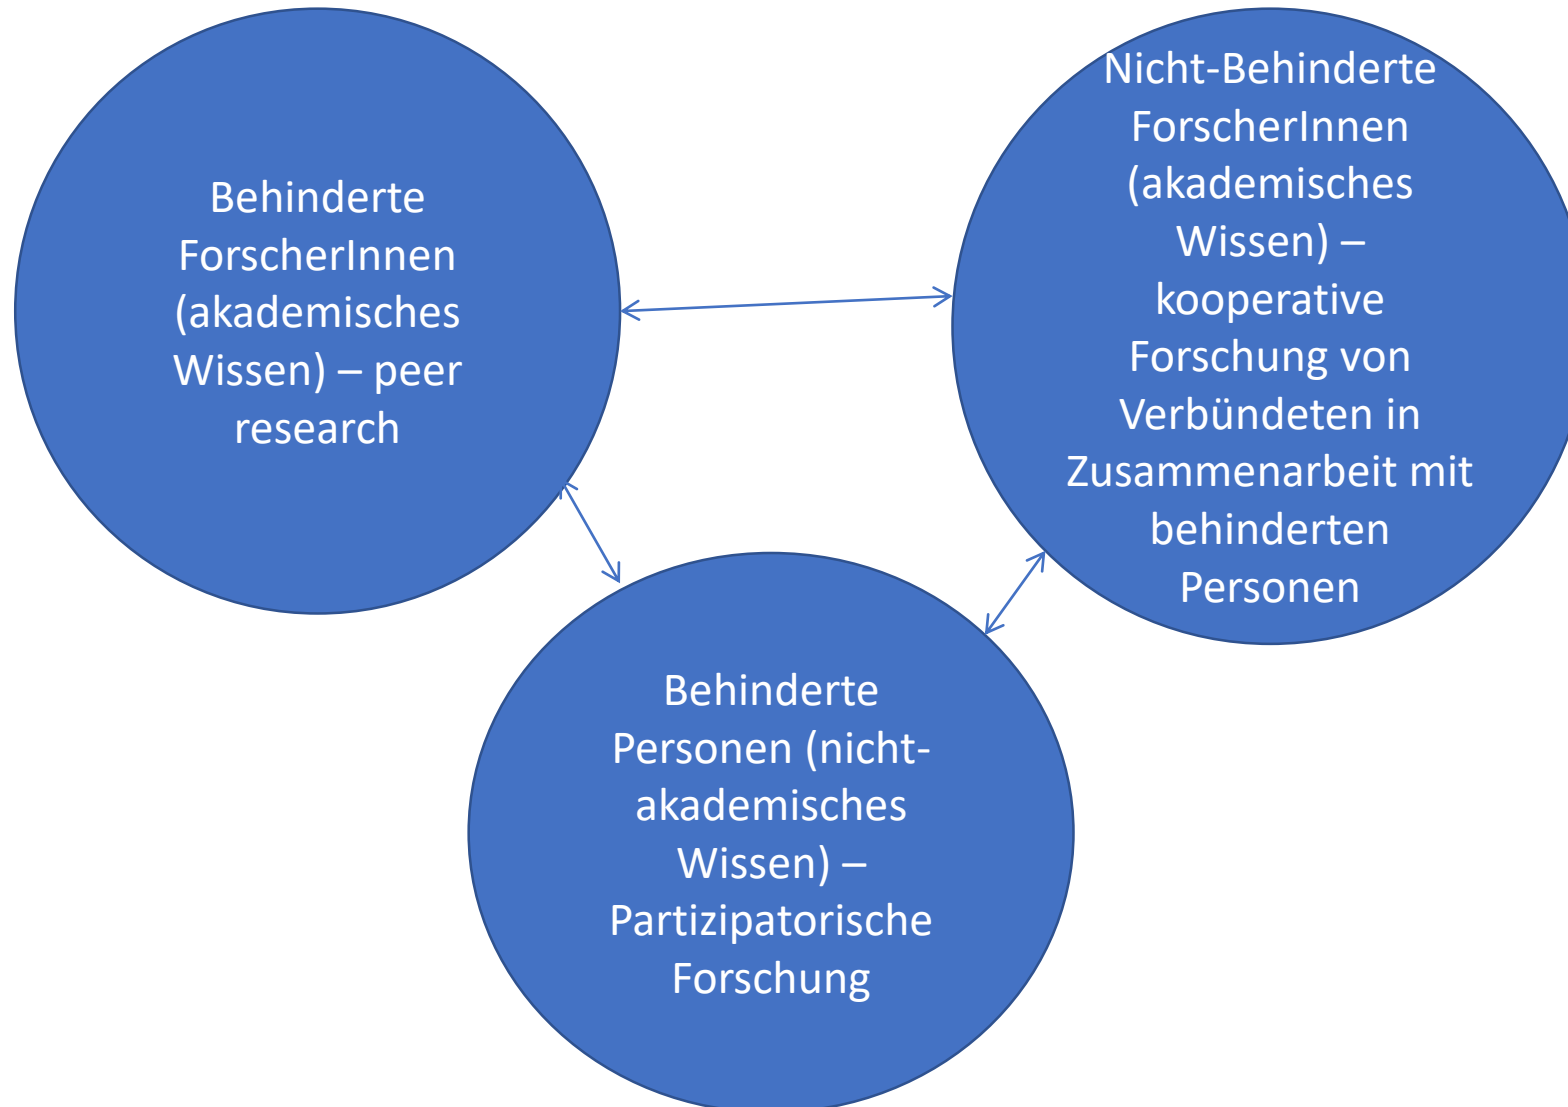 Behinderte
ForscherInnen
(akademisches
Wissen) – peer
research
Nicht-Behinderte
ForscherInnen
(akademisches
Wissen) –
kooperative
Forschung von
Verbündeten in
Zusammenarbeit mit
behinderten
Personen
Behinderte
Personen (nicht-
akademisches
Wissen) –
Partizipatorische
Forschung